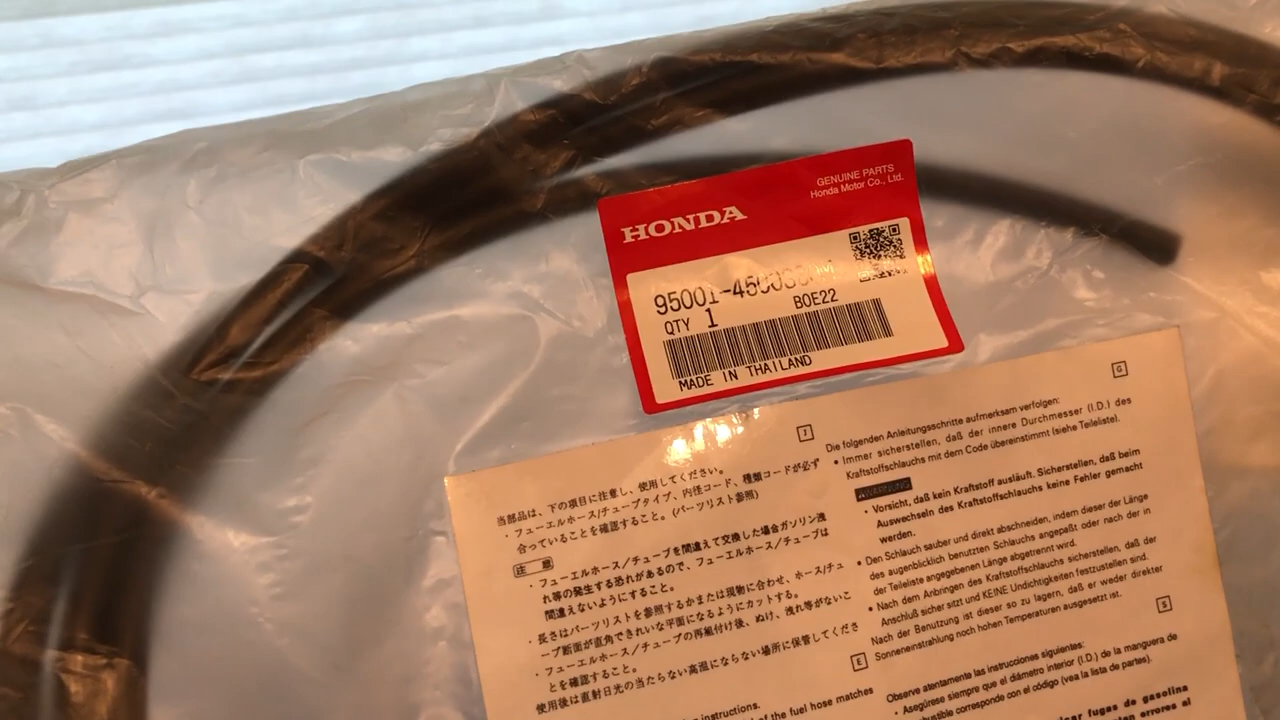 GENUINE PARTS
Honda Motor Co., Ltd.
HONDA
95001-
B0E22
QTY 1
MADE IN THAILAND
J
当部品は、下の項目に注意し、使用してください。
・フューエルホース/チューブタイプ、内径コード、種類コードが必ず
合っていることを確認すること。(パーツリスト参照)
注 意
・フューエルホース/チューブを間違えて交換した場合ガソリン洩
れ等の発生する恐れがあるので、フューエルホース/チューブは
間違えないようにすること。
・長さはパーツリストを参照するかまたは現物に合わせ、ホース/チュ
ーブ断面が直角できれいな平面になるようにカットする。
・フューエルホース/チューブの再組付け後、ぬけ、洩れ等がないこ
とを確認すること。
使用後は直射日光の当たらない高温にならない場所に保管してくださ
G
Die folgenden Anleitungsschritte aufmerksam verfolgen:
• Immer sicherstellen, daß der innere Durchmesser (I.D.) des
Kraftstoffschlauchs mit dem Code übereinstimmt (siehe Teileliste).
WARNUNG
• Vorsicht, daß kein Kraftstoff ausläuft. Sicherstellen, daß beim
Auswechseln des Kraftstoffschlauchs keine Fehler gemacht
werden.
• Den Schlauch sauber und direkt abschneiden, indem dieser der Länge
des augenblicklich benutzten Schlauchs angepaßt oder nach der in
der Teileliste angegebenen Länge abgetrennt wird.
• Nach dem Anbringen des Kraftstoffschlauchs sicherstellen, daß der
Anschluß sicher sitzt und KEINE Undichtigkeiten festzustellen sind.
Nach der Benutzung ist dieser so zu lagern, daß er weder direkter
Sonneneinstrahlung noch hohen Temperaturen ausgesetzt ist.
E
instructions.
of the fuel hose matches
S
Observe atentamente las instrucciones siguientes:
• Asegúrese siempre que el diámetro interior (I.D.) de la manguera de
combustible corresponde con el código (vea la lista de partes).
fugas de gasolina
errores al